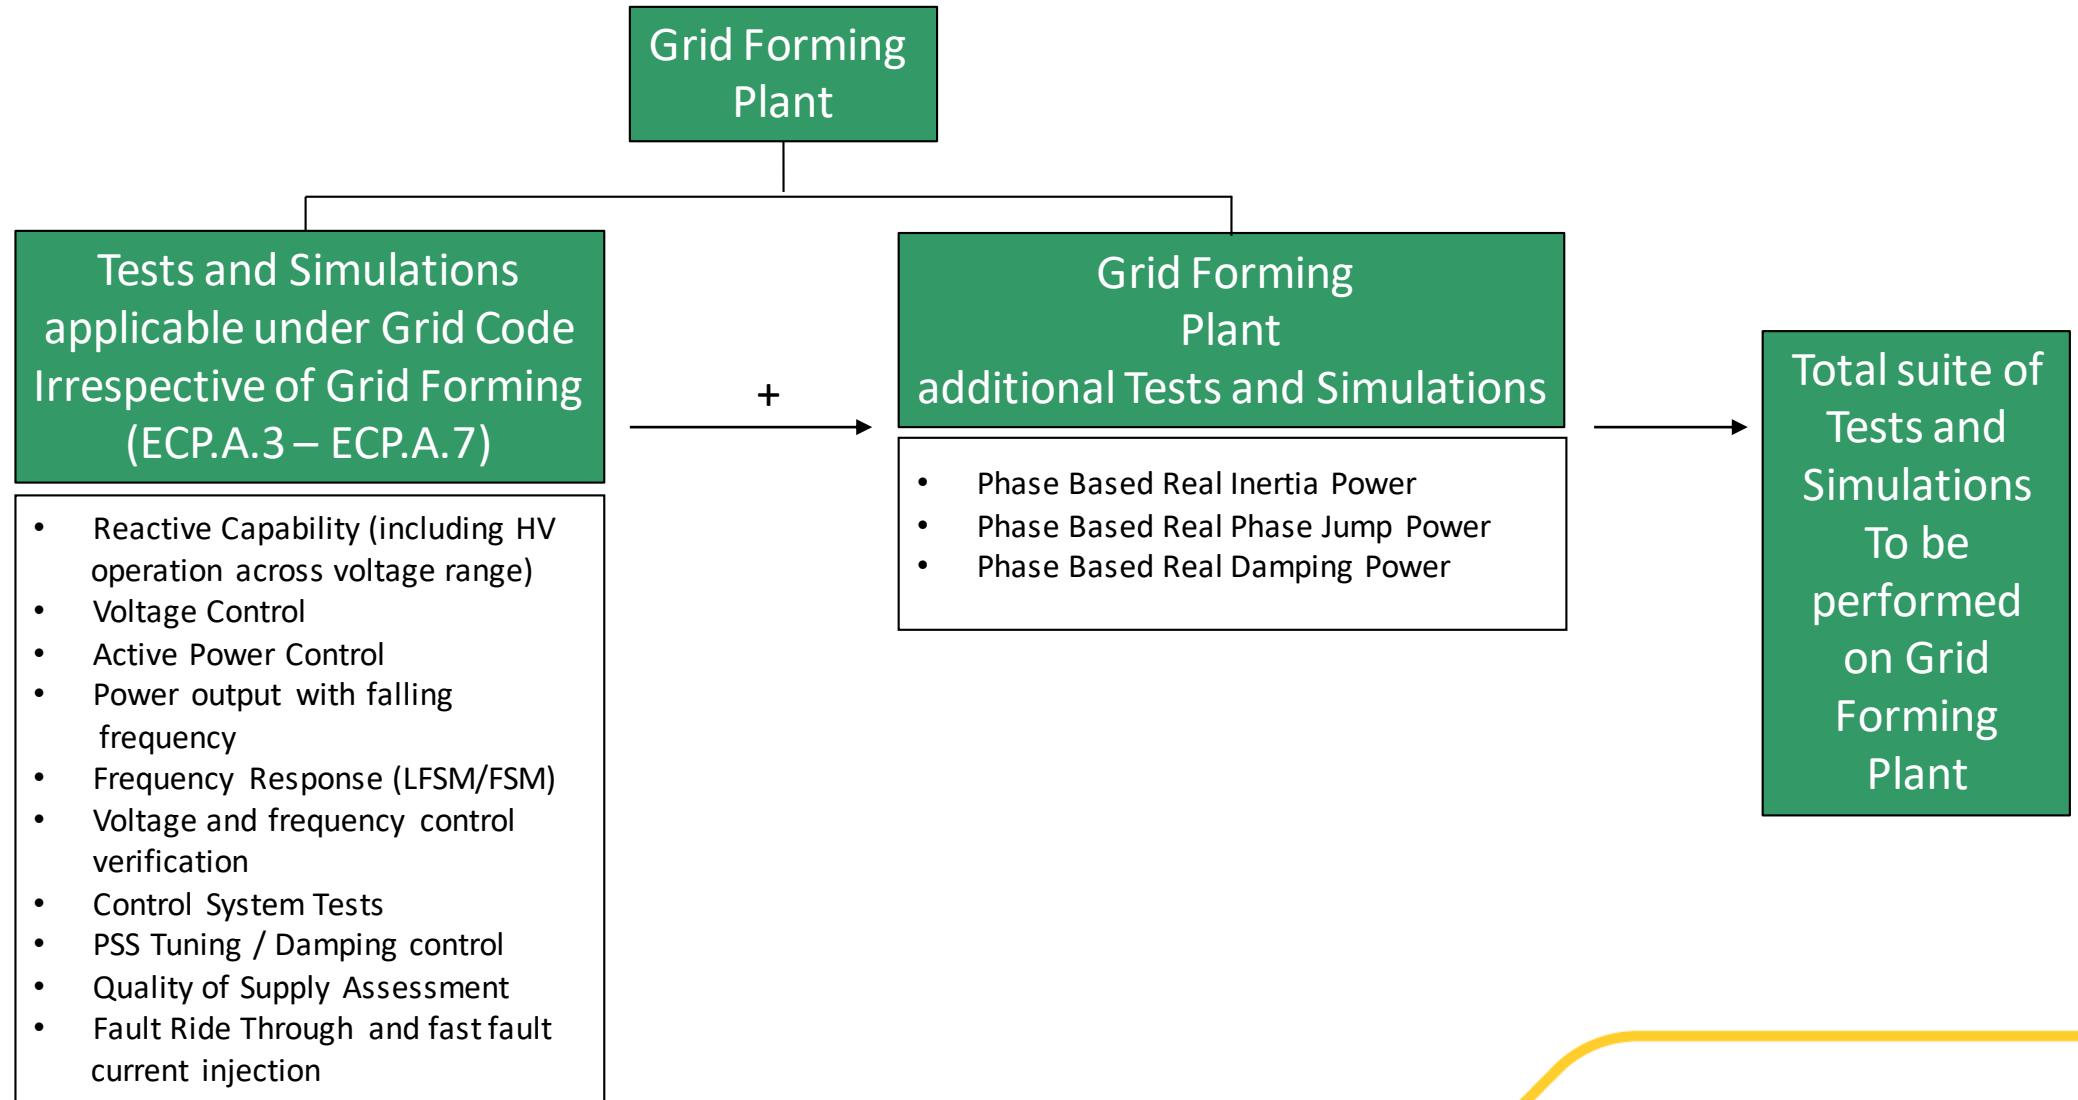 Grid Forming
Plant
Tests and Simulations
applicable under Grid Code
Irrespective of Grid Forming
(ECP.A.3 – ECP.A.7)
• Reactive Capability (including HV
operation across voltage range)
• Voltage Control
• Active Power Control
• Power output with falling
frequency
• Frequency Response (LFSM/FSM)
• Voltage and frequency control
verification
• Control System Tests
• PSS Tuning / Damping control
• Quality of Supply Assessment
• Fault Ride Through and fast fault
current injection
+
Grid Forming
Plant
additional Tests and Simulations
• Phase Based Real Inertia Power
• Phase Based Real Phase Jump Power
• Phase Based Real Damping Power
Total suite of
Tests and
Simulations
To be
performed
on Grid
Forming
Plant